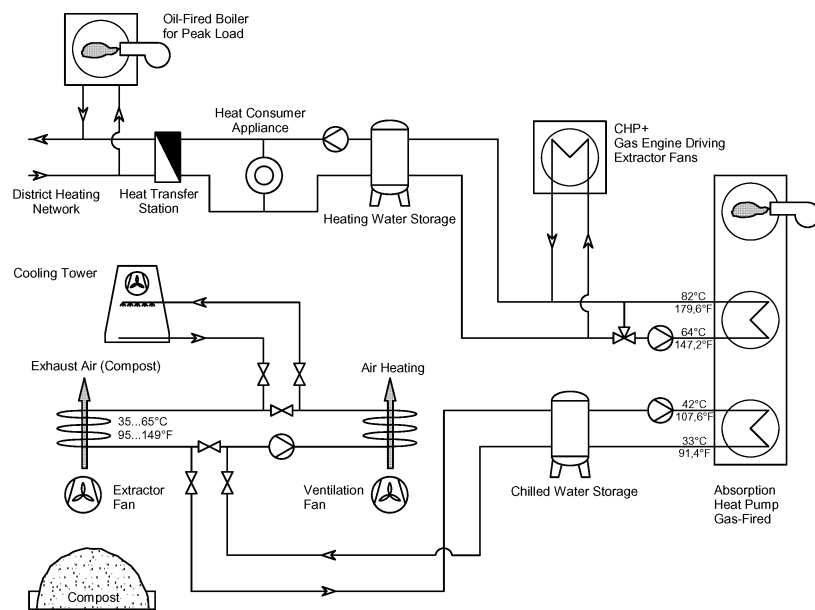 Oil-Fired Boiler
for Peak Load
Heat Consumer
Appliance
CHP+
Gas Engine Driving
Extractor Fans
District Heating
Network
Heat Transfer
Station
Heating Water Storage
Cooling Tower
82°C
179,6°F
64°C
147,2°F
Exhaust Air (Compost)
Air Heating
35...65°C
95...149°F
42°C
107,6°F
33°C
91,4°F
Extractor
Fan
Ventilation
Fan
Chilled Water Storage
Absorption
Heat Pump
Gas-Fired
Compost